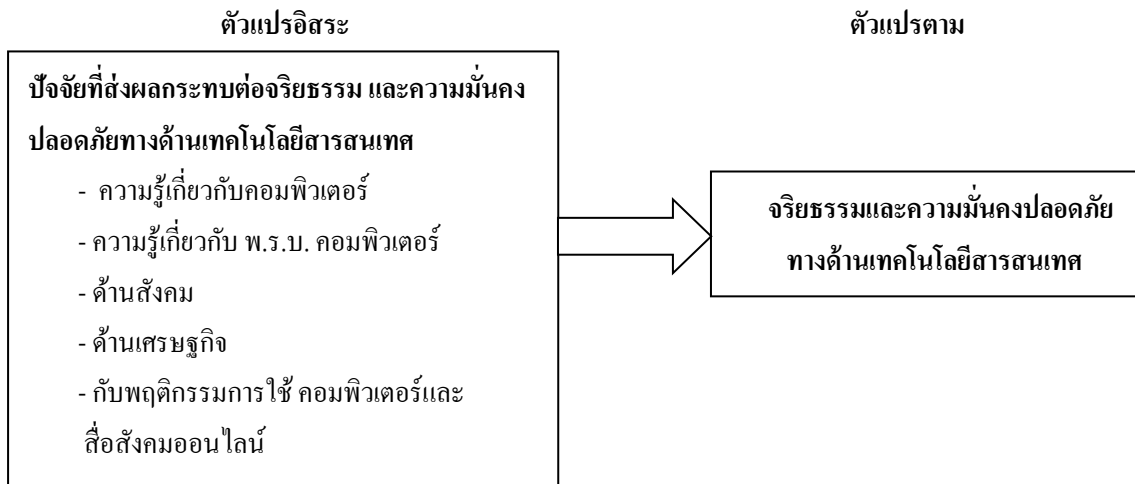 ตัวแปรอิสระ
ตัวแปรตาม
ปัจจัยที่ส่งผลกระทบต่อจริยธรรม และความมั่นคง
ปลอดภัยทางด้านเทคโนโลยีสารสนเทศ
- ความรู้เกี่ยวกับคอมพิวเตอร์
- ความรู้เกี่ยวกับ พ.ร.บ. คอมพิวเตอร์
- ด้านสังคม
- ด้านเศรษฐกิจ
- กับพฤติกรรมการใช้ คอมพิวเตอร์และ
สื่อสังคมออนไลน์
จริยธรรมและความมั่นคงปลอดภัย
ทางด้านเทคโนโลยีสารสนเทศ